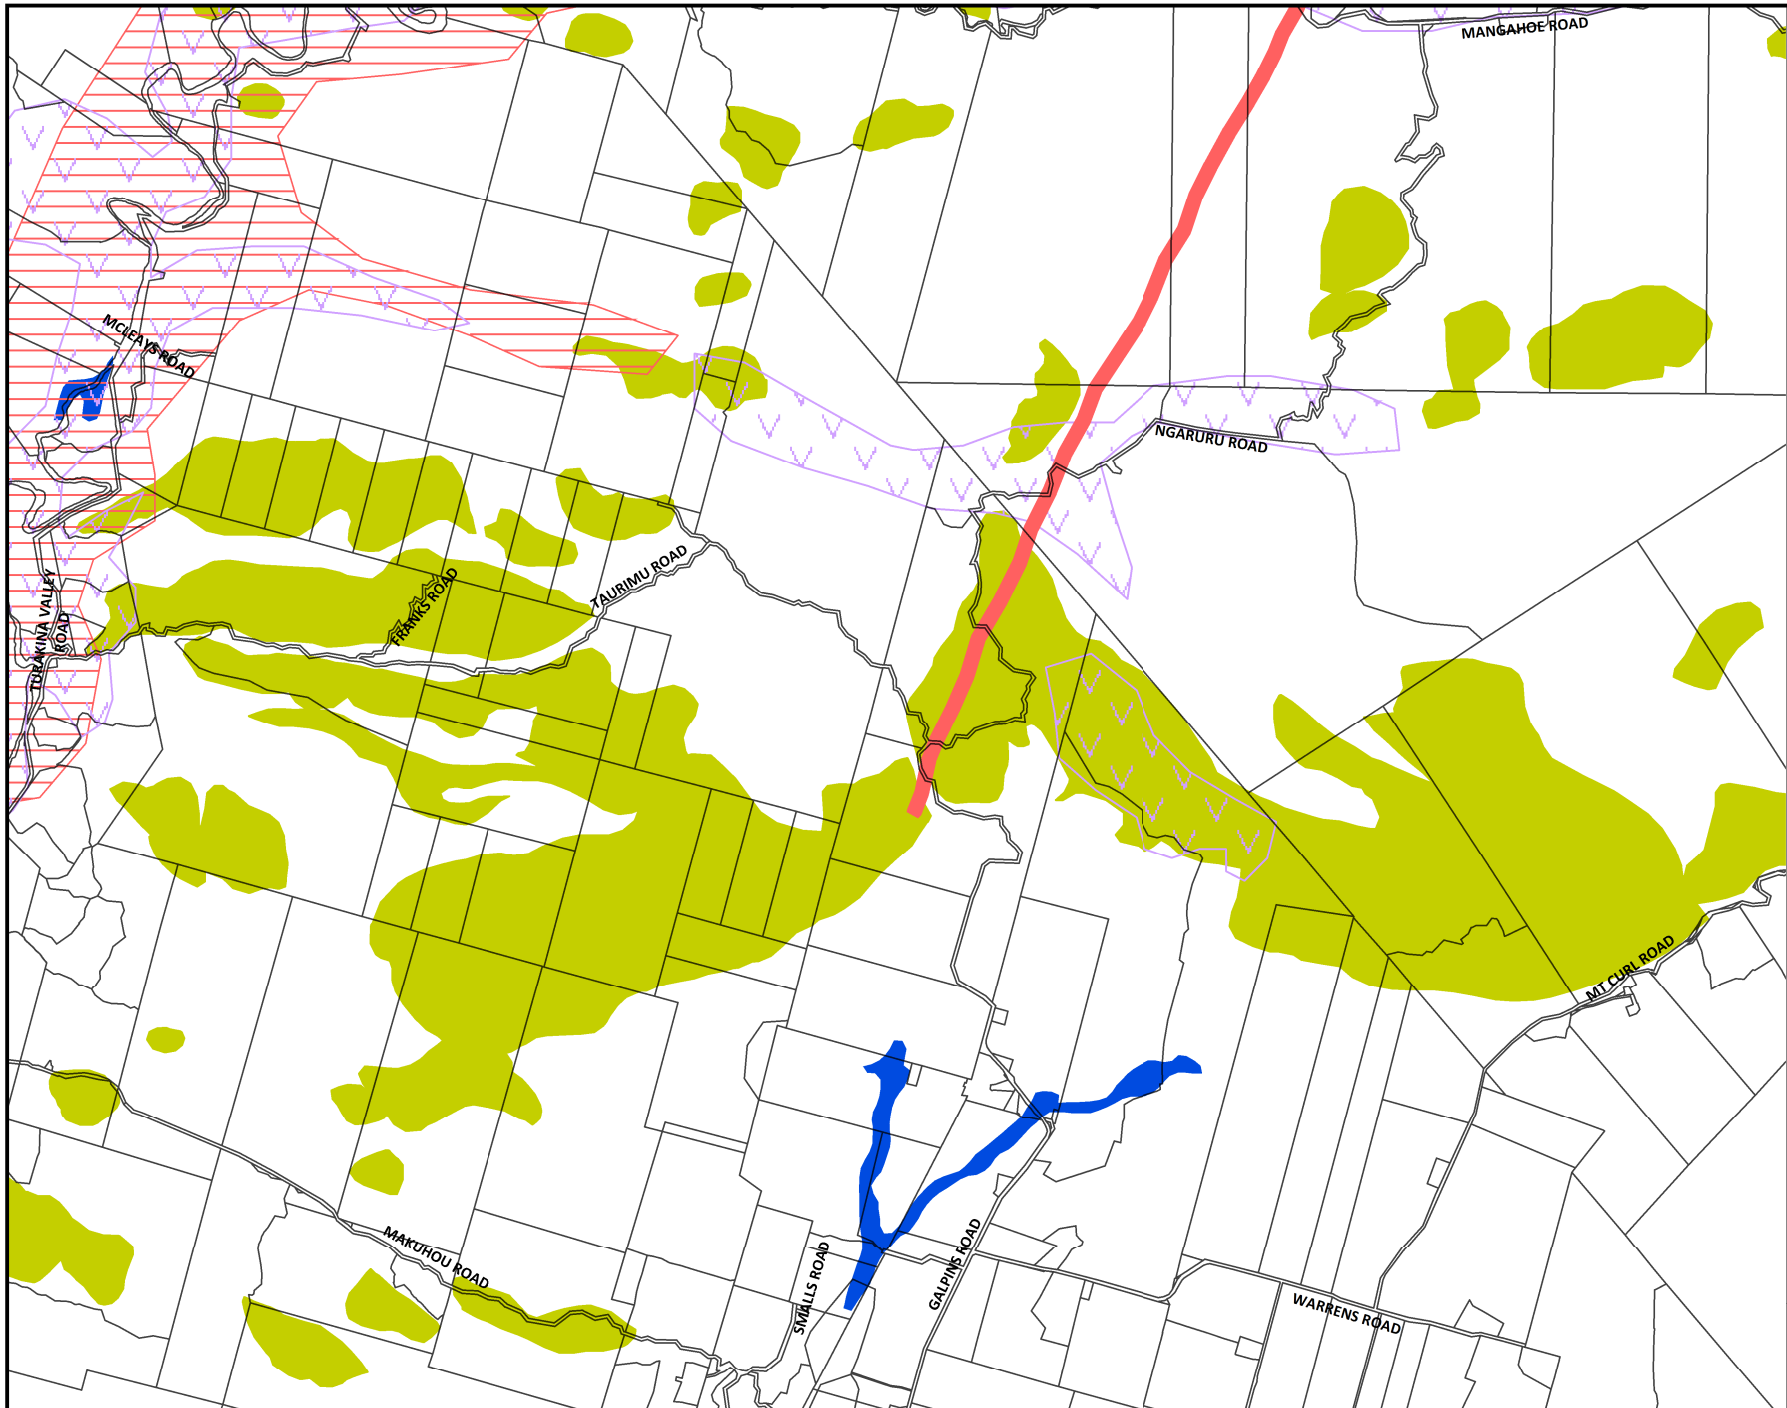 MANGAHOE ROAD
MCLEAYS ROAD
NGARURU ROAD
TAURIMU ROAD
FRANKS ROAD
TURAKINA VALLEY
ROAD
MT CURL ROAD
MAKUHOU ROAD
SMALLS ROAD
GALPINS ROAD
WARRENS ROAD